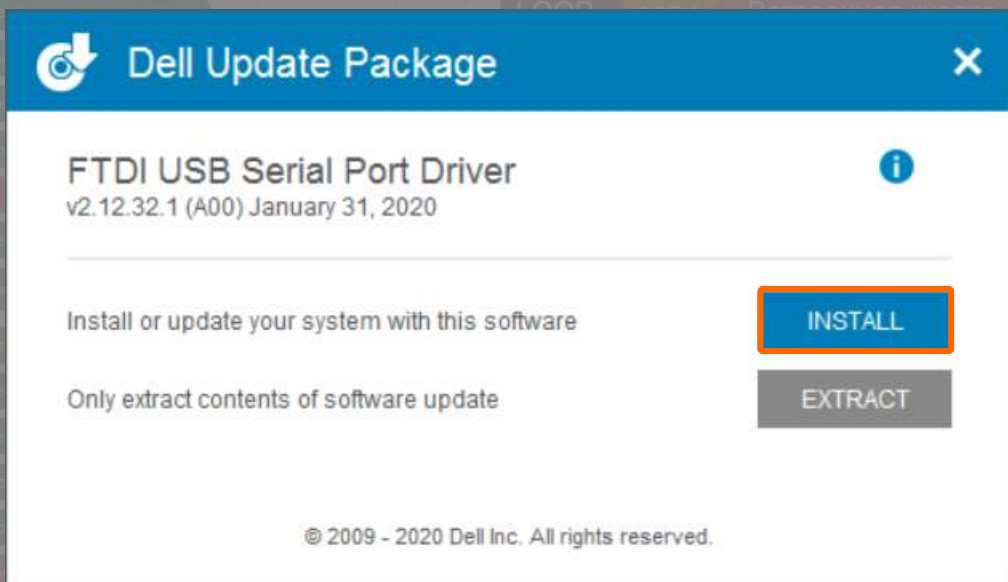 Dell Update Package
FTDI USB Serial Port Driver
v2.12.32.1 (A00) January 31, 2020
Install or update your system with this software
INSTALL
Only extract contents of software update
EXTRACT
© 2009 - 2020 Dell Inc. All rights reserved.